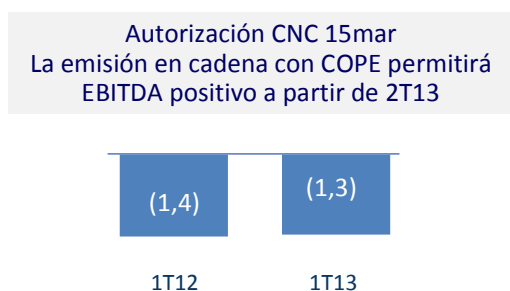 Autorización CNC 15mar
La emisión en cadena con COPE permitirá
EBITDA positivo a partir de 2T13
(1,4)
(1,3)
1T12
1T13